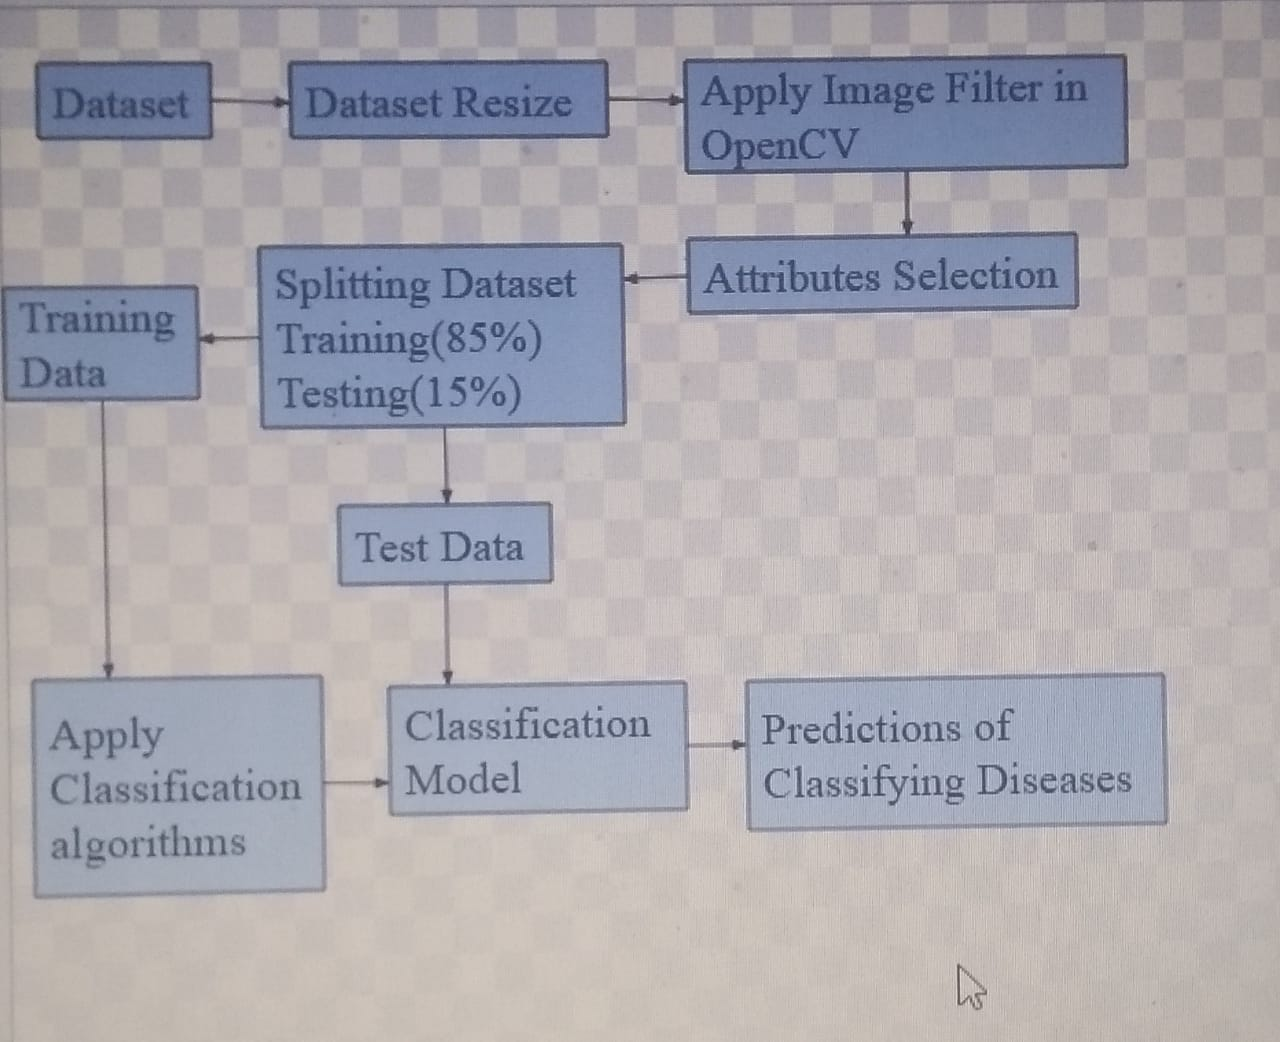 Dataset
Dataset Resize
Apply Image Filter in
OpenCV
Attributes Selection
Splitting Dataset
Training(85%)
Testing(15%)
Training
Data
Test Data
Apply
Classification
algorithms
Classification
Model
Predictions of
Classifying Diseases